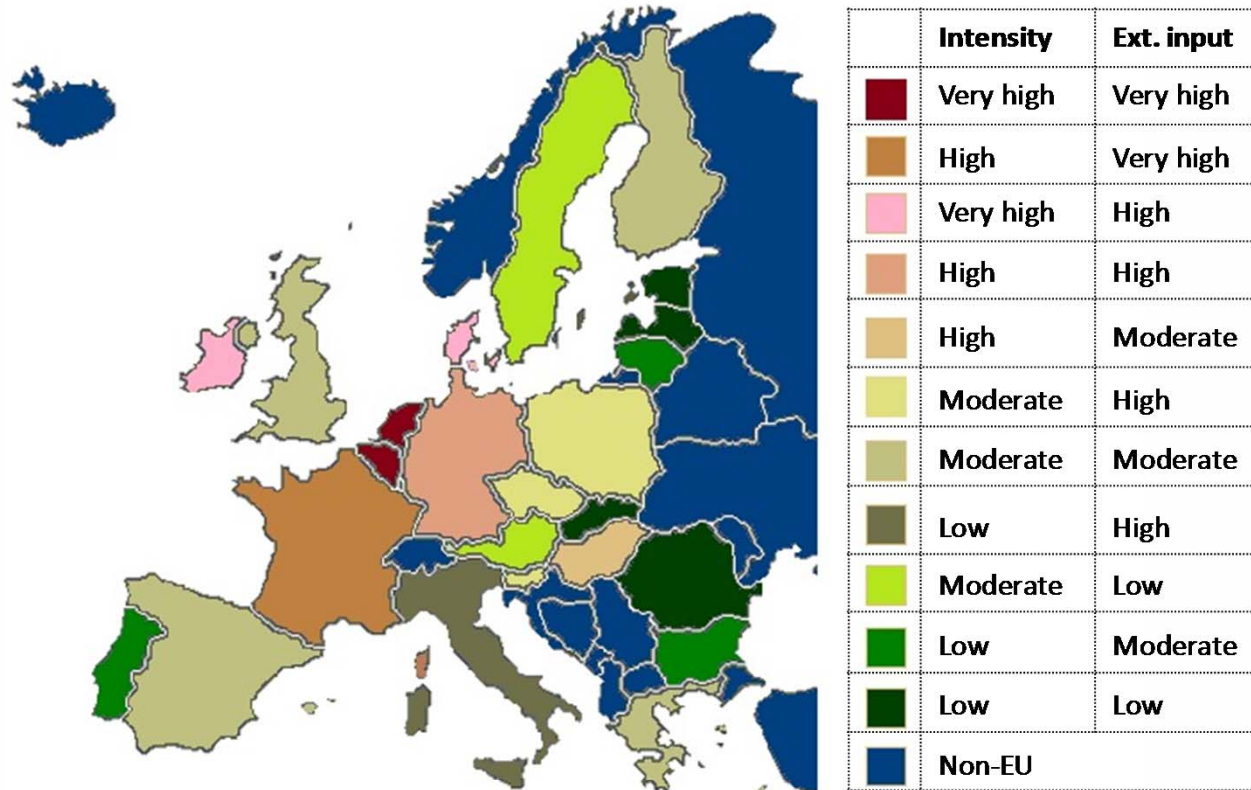 Intensity Ext. input
Very high Very high
High Very high
Very high High
High High
High Moderate
Moderate High
Moderate Moderate
Low High
Moderate Low
Low Moderate
Low Low
Non-EU